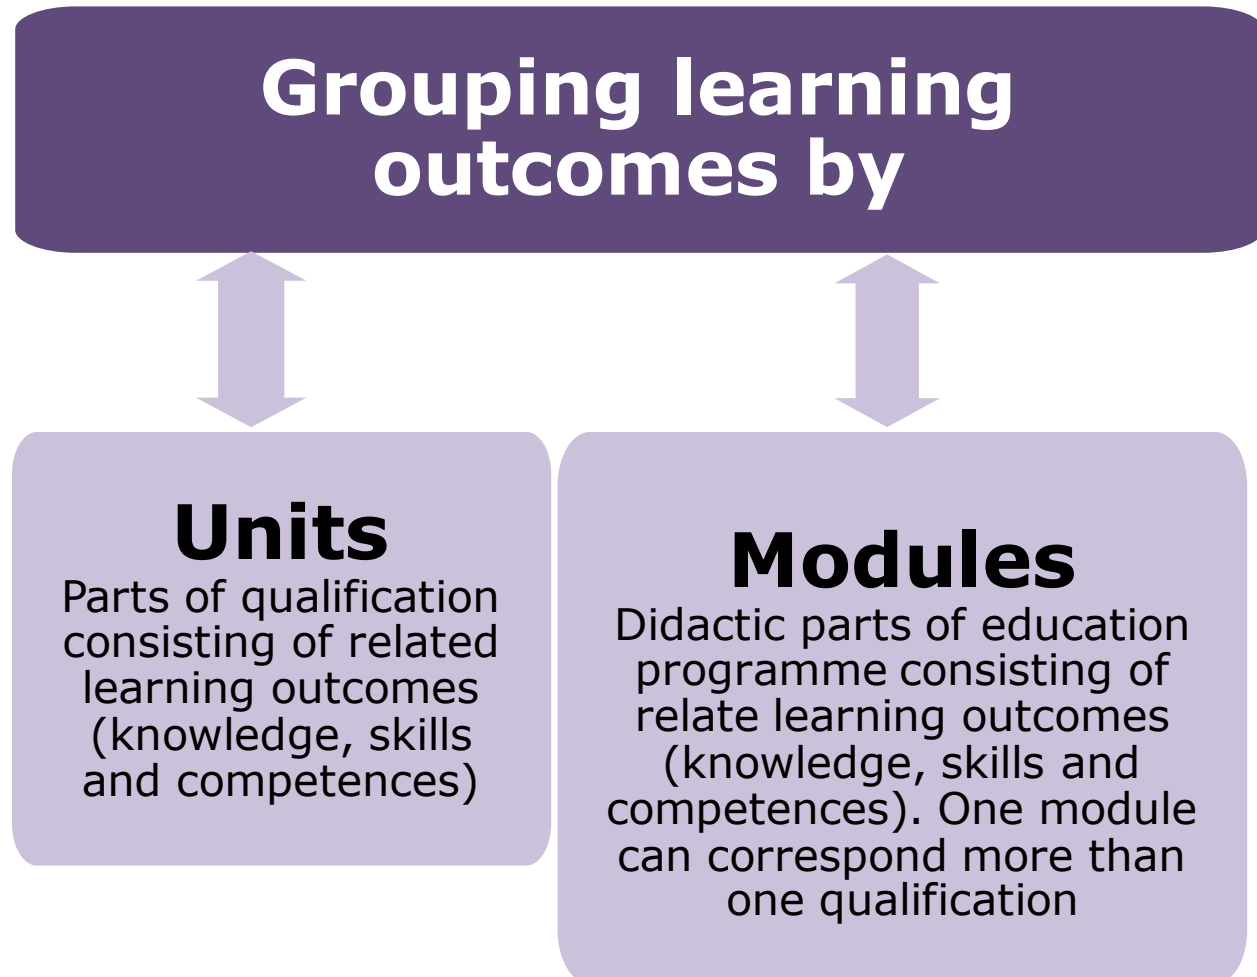 Grouping learning
outcomes by
Units
Parts of qualification
consisting of related
learning outcomes
(knowledge, skills
and competences)
Modules
Didactic parts of education
programme consisting of
relate learning outcomes
(knowledge, skills and
competences). One module
can correspond more than
one qualification